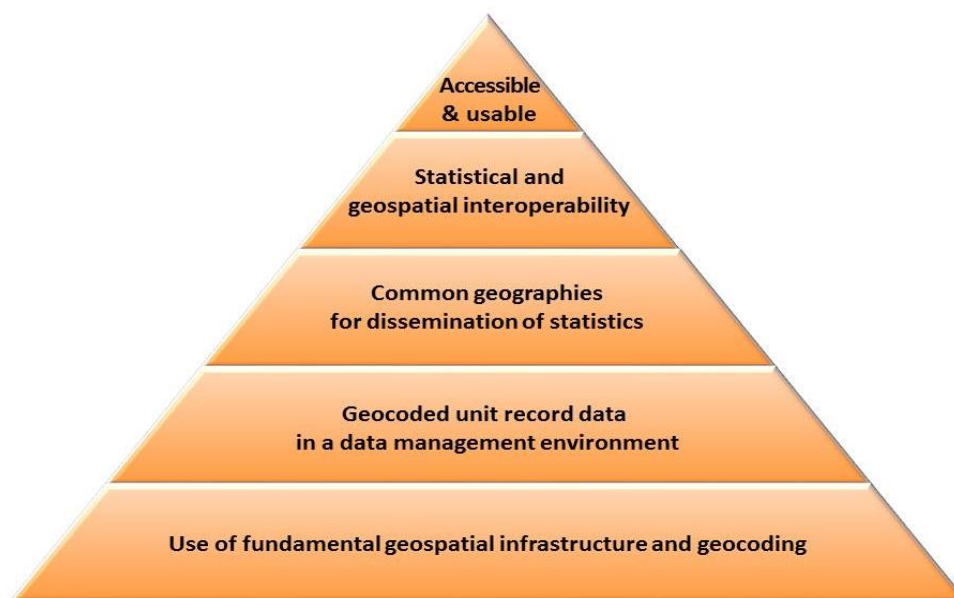 Accessible
& usable
Statistical and
geospatial interoperability
Common geographies
for dissemination of statistics
Geocoded unit record data
in a data management environment
Use of fundamental geospatial infrastructure and geocoding